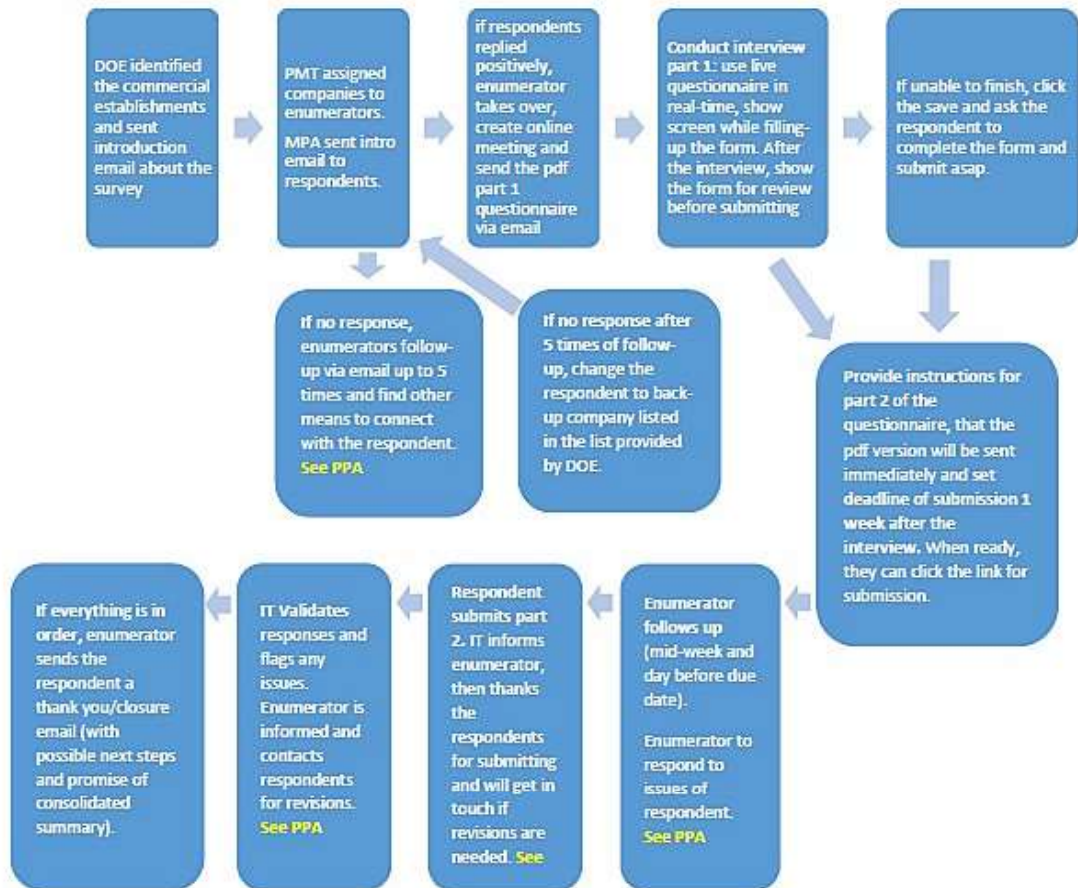 DOE identified
the commercial
establishments
and sent
introduction
email about the
survey
PMT assigned
companies to
enumerators.
MPA sent intro
email to
respondents.
if respondents
replied
positively,
enumerator
takes over,
create online
meeting and
send the pdf
part 1
questionnaire
via email
Conduct interview
part 1: use live
questionnaire in
real-time, show
screen while filling-
up the form. After
the interview, show
the form for review
before submitting
If unable to finish, click
the save and ask the
respondent to
complete the form and
submit asap.
If no response,
enumerators follow-
up via email up to 5
times and find other
means to connect
with the respondent.
See PPA
If no response after
5 times of follow-
up, change the
respondent to back-
up company listed
in the list provided
by DOE.
Provide instructions for
part 2 of the
questionnaire, that the
pdf version will be sent
immediately and set
deadline of submission 1
week after the
interview. When ready,
they can click the link for
submission.
If everything is in
order, enumerator
sends the
respondent a
thank you/closure
email (with
possible next steps
and promise of
consolidated
summary).
IT Validates
responses and
flags any
issues.
Enumerator is
informed and
contacts
respondents
for revisions.
See PPA
Respondent
submits part
2. IT informs
enumerator,
then thanks
the
respondents
for submitting
and will get in
touch if
revisions are
needed. See
Enumerator
follows up
(mid-week and
day before due
date).
Enumerator to
respond to
issues of
respondent.
See PPA